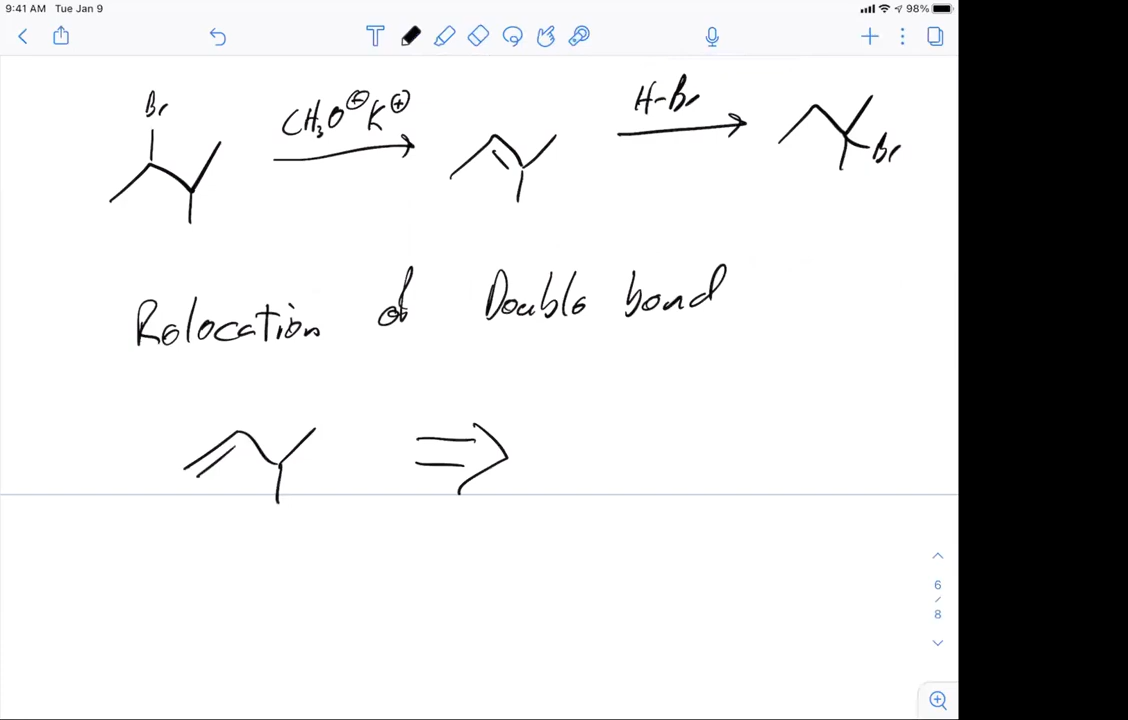 9:41 AM Tue Jan 9
98%
Br
CH₃O⊖K⊕
H-Br
Br
Relocation of Double bond
6
/
8